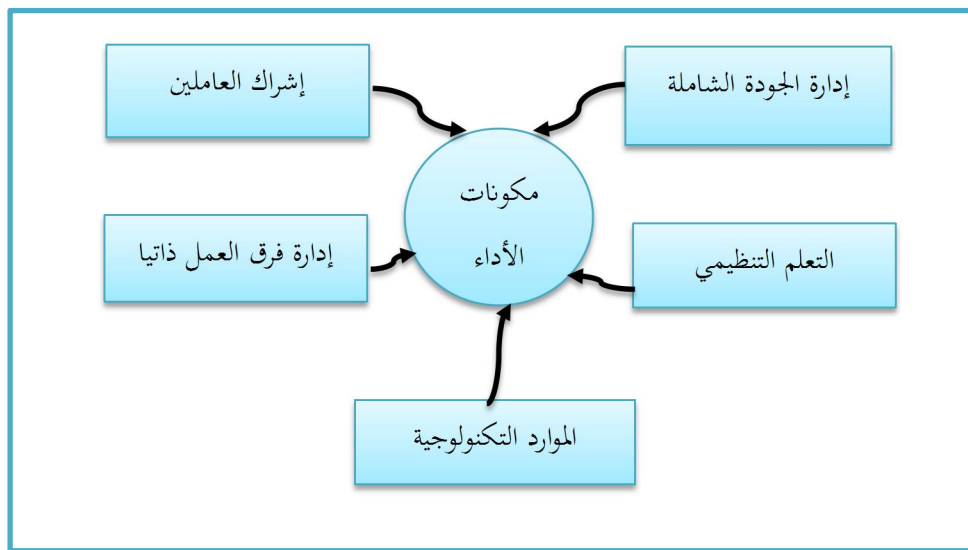 إدارة الجودة الشاملة
إشراك العاملين
مكونات
الأداء
التعلم التنظيمي
إدارة فرق العمل ذاتيا
الموارد التكنولوجية